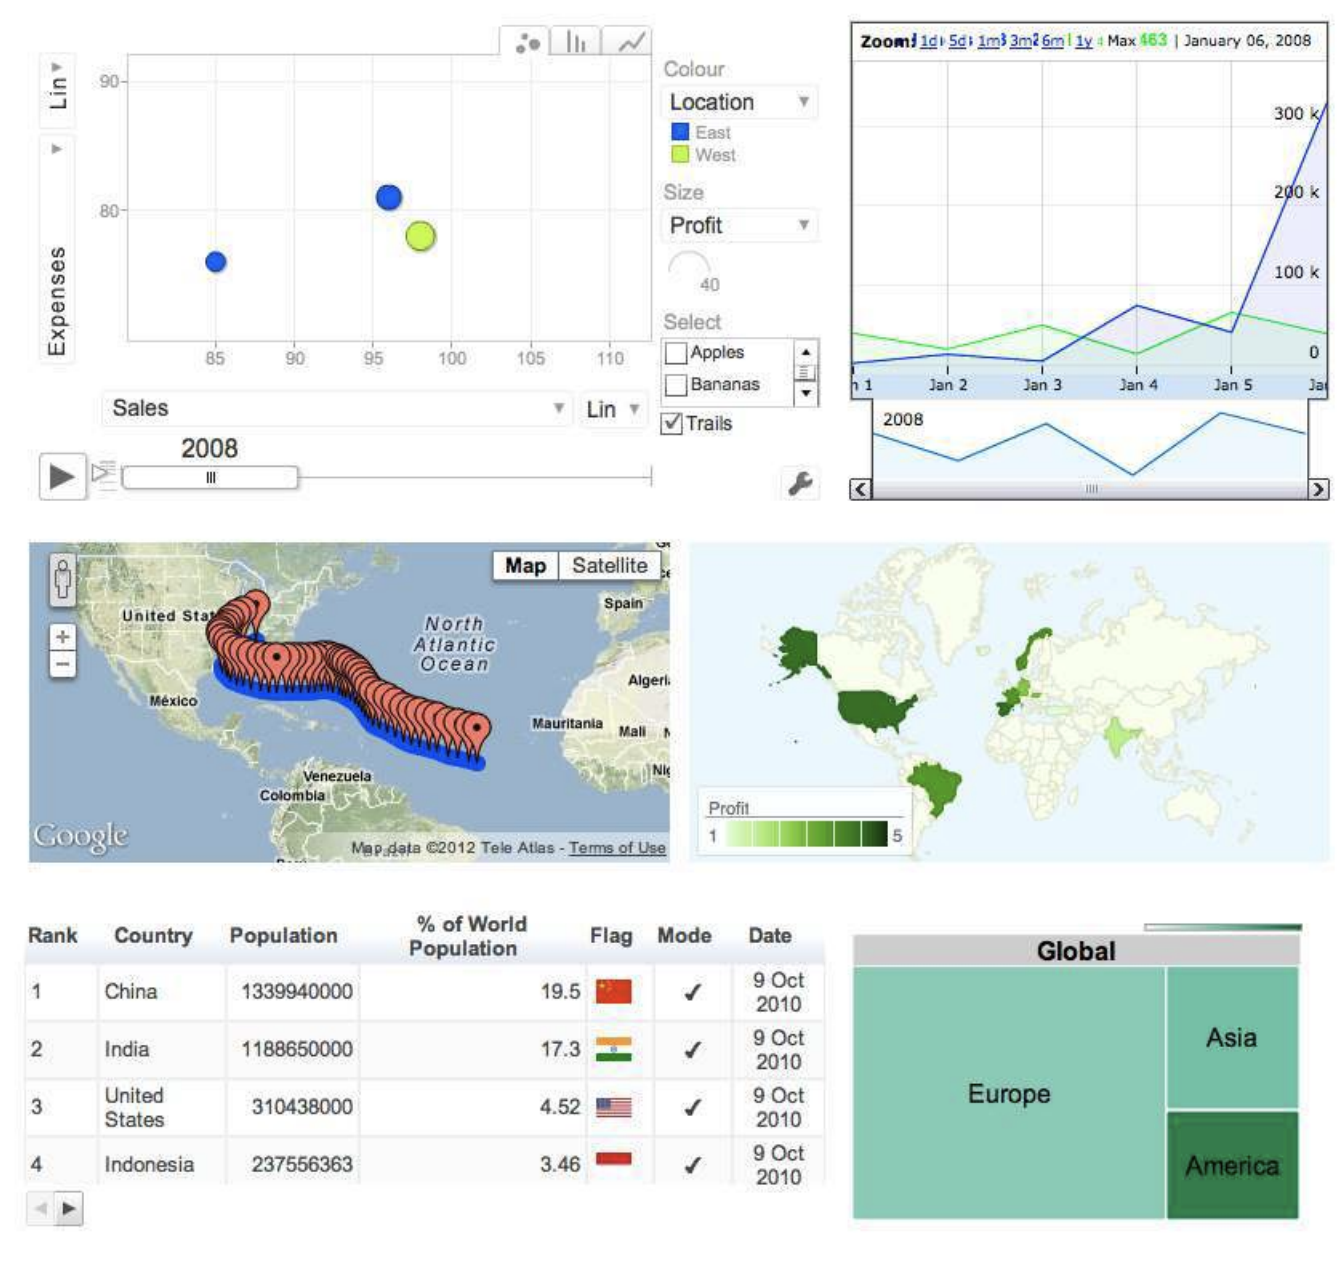 Lin
Expenses
90
80
85 90 95 100 105 110
Sales
Lin
2008
Colour
Location
East
West
Size
Profit
40
Select
Apples
Bananas
Trails
Zoom: 1d 5d 1m 3m 6m 1y Max 463 | January 06, 2008
300 k
200 k
100 k
0
Jan 2 Jan 3 Jan 4 Jan 5
2008
Map Satellite
United Stat
North
Atlantic
Ocean
Spain
Algeria
México
Mauritania
Mali
Venezuela
Colombia
Google
Map data ©2012 Tele Atlas - Terms of Use
Profit
1 5
Rank Country Population % of World Population Flag Mode Date
1 China 1339940000 19.5 ✓ 9 Oct 2010
2 India 1188650000 17.3 ✓ 9 Oct 2010
3 United States 310438000 4.52 ✓ 9 Oct 2010
4 Indonesia 237556363 3.46 ✓ 9 Oct 2010
Global
Europe
Asia
America